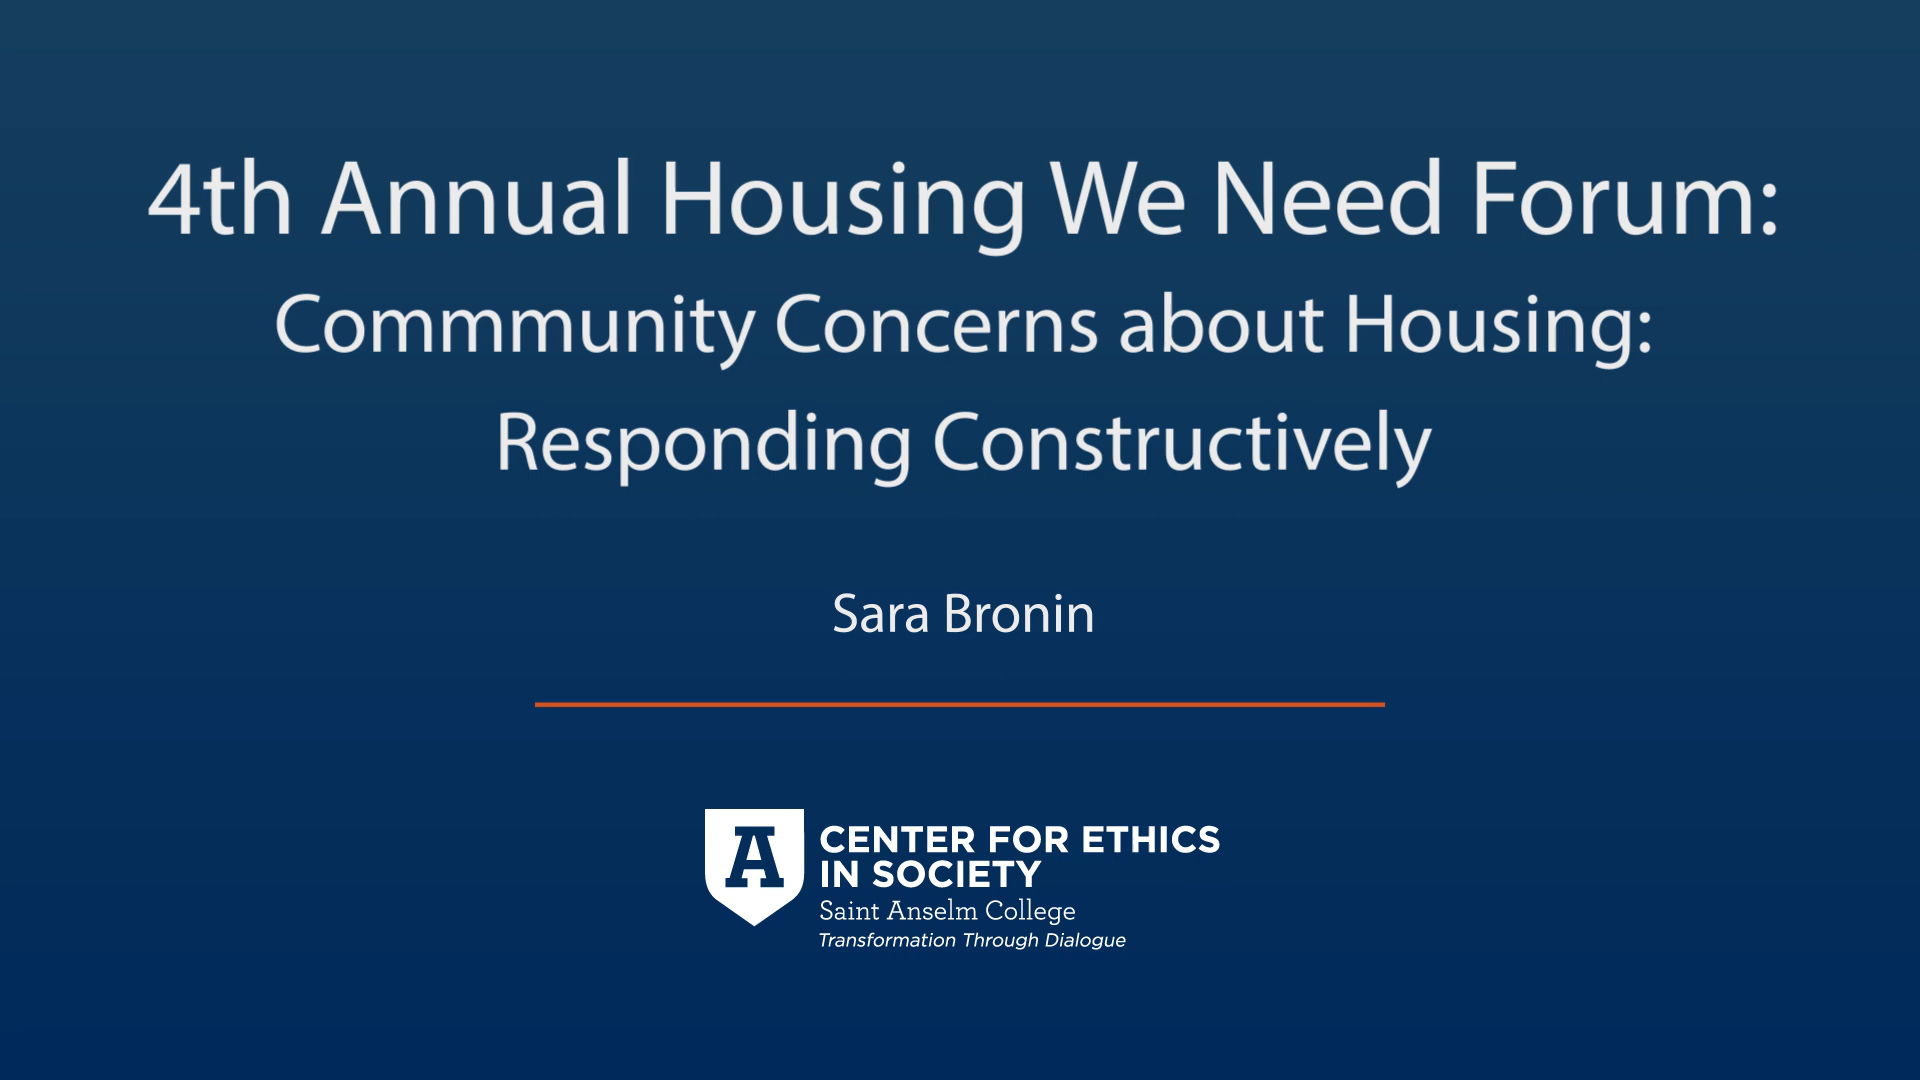 4th Annual Housing We Need Forum:
Commmunity Concerns about Housing:
Responding Constructively
Sara Bronin
A
CENTER FOR ETHICS
IN SOCIETY
Saint Anselm College
Transformation Through Dialogue